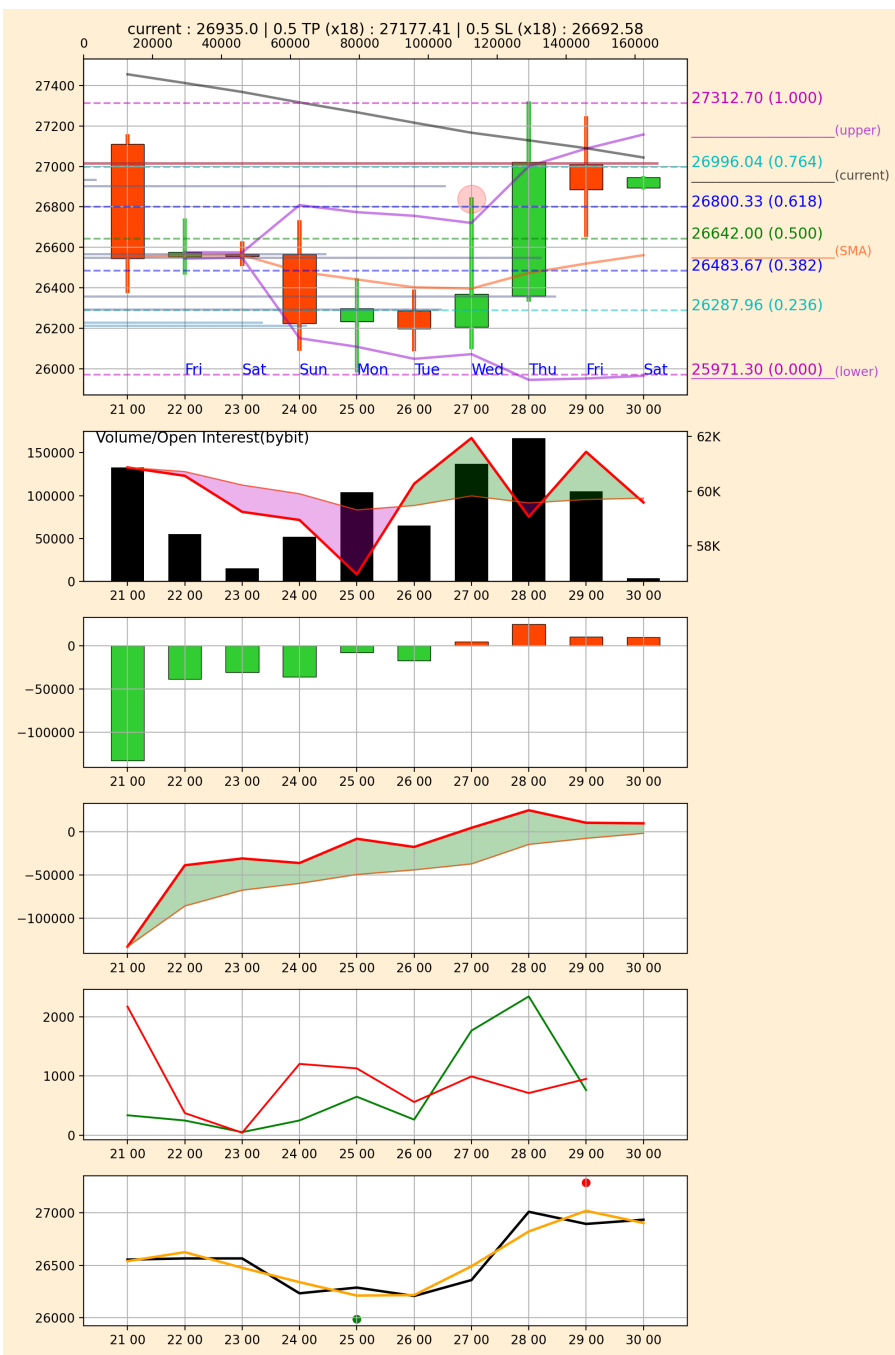 current : 26935.0 | 0.5 TP (x18) : 27177.41 | 0.5 SL (x18) : 26692.58
0 20000 40000 60000 80000 100000 120000 140000 160000
27400
27200
27000
26800
26600
26400
26200
26000
27312.70 (1.000)
(upper)
26996.04 (0.764)
(current)
26800.33 (0.618)
26642.00 (0.500)
(SMA)
26483.67 (0.382)
26287.96 (0.236)
25971.30 (0.000)
(lower)
Fri Sat Sun Mon Tue Wed Thu Fri Sat
21 00 22 00 23 00 24 00 25 00 26 00 27 00 28 00 29 00 30 00
Volume/Open Interest(bybit)
150000
100000
50000
0
62K
60K
58K
21 00 22 00 23 00 24 00 25 00 26 00 27 00 28 00 29 00 30 00
0
−50000
−100000
21 00 22 00 23 00 24 00 25 00 26 00 27 00 28 00 29 00 30 00
0
−50000
−100000
21 00 22 00 23 00 24 00 25 00 26 00 27 00 28 00 29 00 30 00
2000
1000
0
21 00 22 00 23 00 24 00 25 00 26 00 27 00 28 00 29 00 30 00
27000
26500
26000
21 00 22 00 23 00 24 00 25 00 26 00 27 00 28 00 29 00 30 00